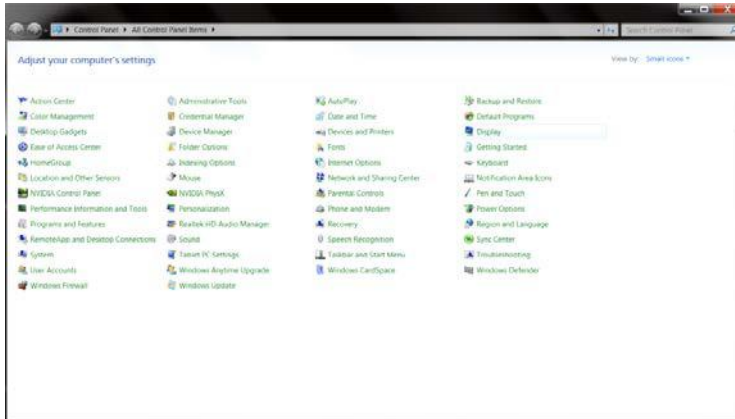 Control Panel All Control Panel Items
Search Control Panel
Adjust your computer's settings
View by: Small icons
Action Center Administrative Tools AutoPlay Backup and Restore
Color Management Credential Manager Date and Time Default Programs
Desktop Gadgets Device Manager Devices and Printers Display
Ease of Access Center Folder Options Fonts Getting Started
HomeGroup Indexing Options Internet Options Keyboard
Location and Other Sensors Mouse Network and Sharing Center Notification Area Icons
NVIDIA Control Panel NVIDIA PhysX Parental Controls Pen and Touch
Performance Information and Tools Personalization Phone and Modem Power Options
Programs and Features Realtek HD Audio Manager Recovery Region and Language
RemoteApp and Desktop Connections Sound Speech Recognition Sync Center
System Tablet PC Settings Taskbar and Start Menu Troubleshooting
User Accounts Windows Anytime Upgrade Windows CardSpace Windows Defender
Windows Firewall Windows Update